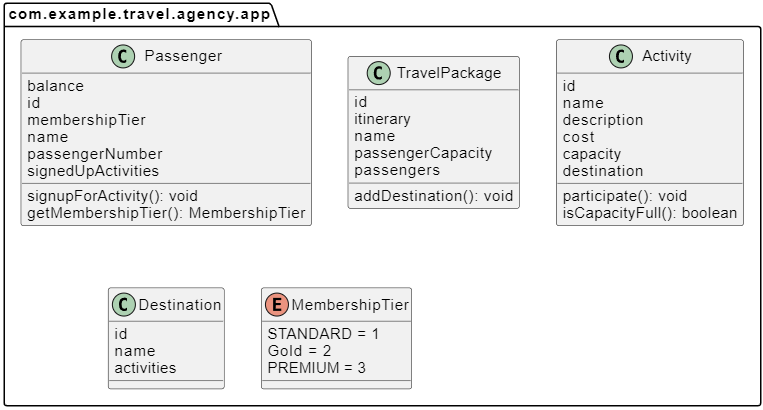 com.example.travel.agency.app
C Passenger
balance
id
membershipTier
name
passengerNumber
signedUpActivities
signupForActivity(): void
getMembershipTier(): MembershipTier
C TravelPackage
id
itinerary
name
passengerCapacity
passengers
addDestination(): void
C Activity
id
name
description
cost
capacity
destination
participate(): void
isCapacityFull(): boolean
C Destination
id
name
activities
E MembershipTier
STANDARD = 1
Gold = 2
PREMIUM = 3